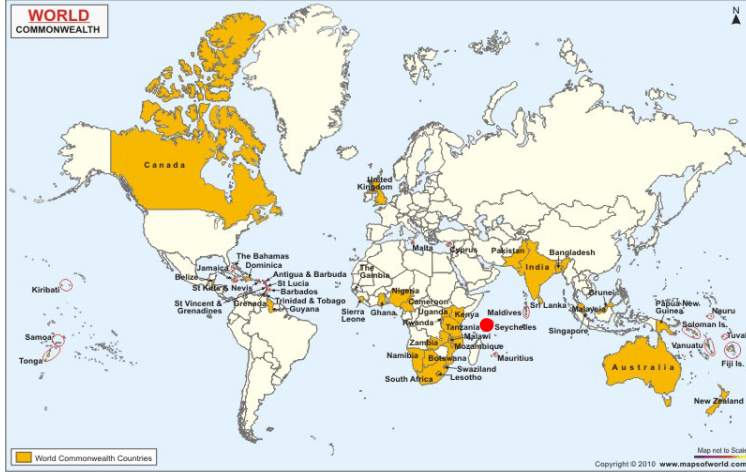 WORLD
COMMONWEALTH
N
Canada
United
Kingdom
Malta
Cyprus
Pakistan
Bangladesh
India
The Bahamas
Jamaica
Dominica
Belize
Antigua & Barbuda
St Kitts & Nevis
St Lucia
Barbados
Grenada
Trinidad & Tobago
St Vincent &
Grenadines
Guyana
Kiribati
Samoa
Tonga
The
Gambia
Nigeria
Sierra
Leone
Ghana
Cameroon
Uganda
Kenya
Rwanda
Tanzania
Seychelles
Maldives
Sri Lanka
Malawi
Zambia
Mozambique
Mauritius
Namibia
Botswana
Swaziland
South Africa
Lesotho
Brunei
Malaysia
Singapore
Papua New
Guinea
Nauru
Soloman Is.
Tuval
Vanuatu
Fiji Is.
Australia
New Zealand
World Commonwealth Countries
Map not to Scal
Copyright © 2010 www.mapsofworld.com